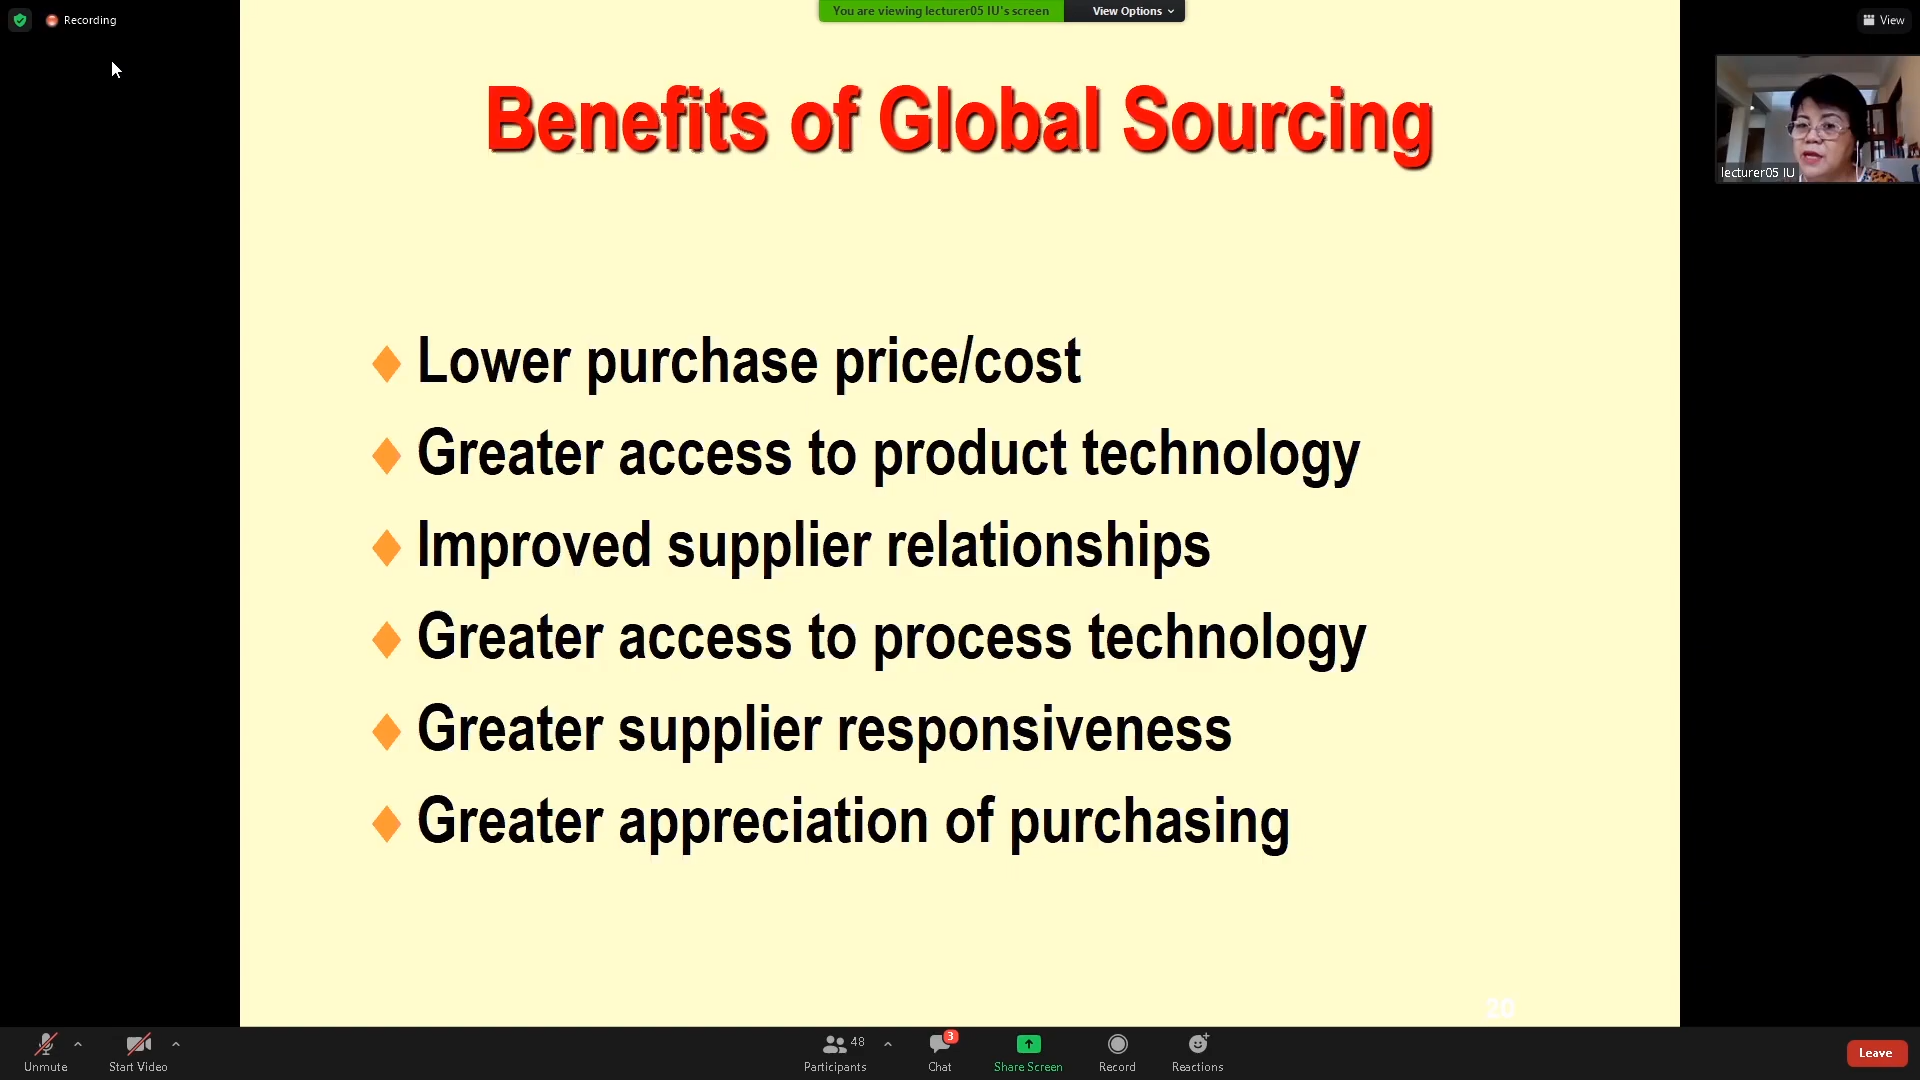 Recording
You are viewing lecturer05 IU's screen
View Options
View
Benefits of Global Sourcing
lecturer05 IU
Lower purchase price/cost
Greater access to product technology
Improved supplier relationships
Greater access to process technology
Greater supplier responsiveness
Greater appreciation of purchasing
20
Unmute
Start Video
48
Participants
3
Chat
Share Screen
Record
Reactions
Leave